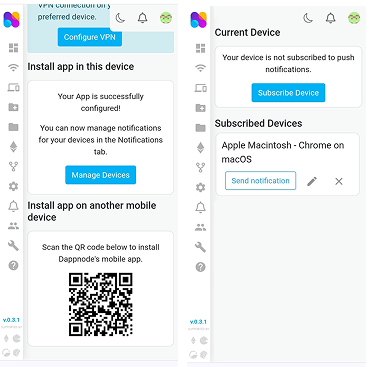 VPN connection on y
preferred device.
Configure VPN
Install app in this device
Your App is successfully
configured!
You can now manage notifications
for your devices in the Notifications
tab.
Manage Devices
Install app on another mobile
device
Scan the QR code below to install
Dappnode's mobile app.
v.0.3.1
Current Device
Your device is not subscribed to push
notifications.
Subscribe Device
Subscribed Devices
Apple Macintosh - Chrome on
macOS
Send notification
v.0.3.1